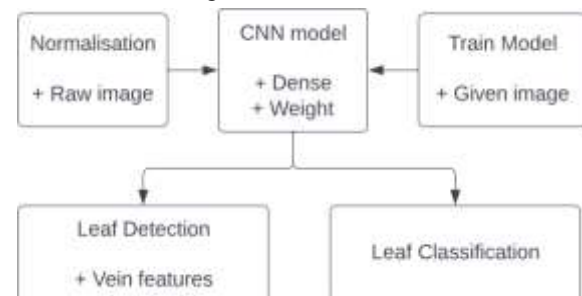 Normalisation
+ Raw image
CNN model
+ Dense
+ Weight
Train Model
+ Given image
Leaf Detection
+ Vein features
Leaf Classification